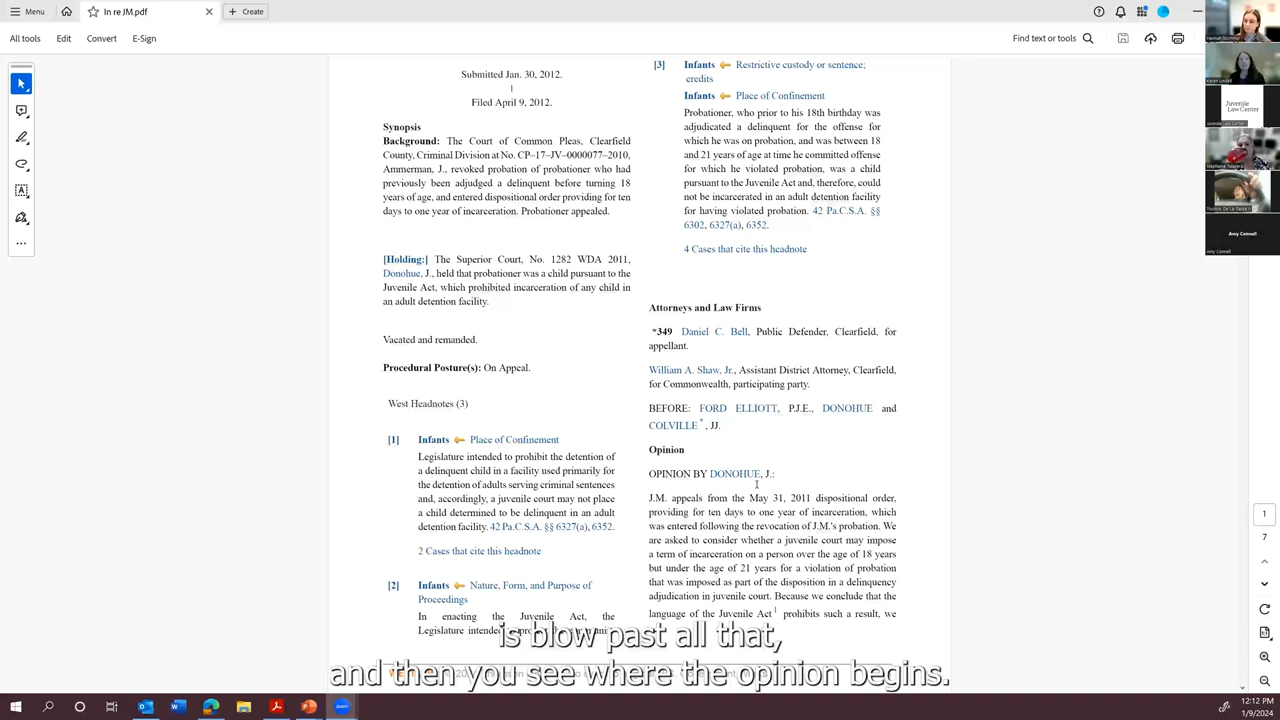 Menu
In re JM.pdf
Create
All tools
Edit
Convert
E-Sign
Find text or tools
Submitted Jan. 30, 2012.
Filed April 9, 2012.
Synopsis
Background: The Court of Common Pleas, Clearfield
County, Criminal Division at No. CP–17–JV–0000077–2010,
Ammerman, J., revoked probation of probationer who had
previously been adjudged a delinquent before turning 18
years of age, and entered dispositional order providing for ten
days to one year of incarceration. Probationer appealed.
[Holding:] The Superior Court, No. 1282 WDA 2011,
Donohue, J., held that probationer was a child pursuant to the
Juvenile Act, which prohibited incarceration of any child in
an adult detention facility.
Vacated and remanded.
Procedural Posture(s): On Appeal.
West Headnotes (3)
[1] Infants Place of Confinement
Legislature intended to prohibit the detention of
a delinquent child in a facility used primarily for
the detention of adults serving criminal sentences
and, accordingly, a juvenile court may not place
a child determined to be delinquent in an adult
detention facility. 42 Pa.C.S.A. §§ 6327(a), 6352.
2 Cases that cite this headnote
[2] Infants Nature, Form, and Purpose of
Proceedings
In enacting the Juvenile Act, the
Legislature
[3] Infants Restrictive custody or sentence;
credits
Infants Place of Confinement
Probationer, who prior to his 18th birthday was
adjudicated a delinquent for the offense for
which he was on probation, and was between 18
and 21 years of age at time he committed offense
for which he violated probation, was a child
pursuant to the Juvenile Act and, therefore, could
not be incarcerated in an adult detention facility
for having violated probation. 42 Pa.C.S.A. §§
6302, 6327(a), 6352.
4 Cases that cite this headnote
Attorneys and Law Firms
*349 Daniel C. Bell, Public Defender, Clearfield, for
appellant.
William A. Shaw, Jr., Assistant District Attorney, Clearfield,
for Commonwealth, participating party.
BEFORE: FORD ELLIOTT, P.J.E., DONOHUE and
COLVILLE*, JJ.
Opinion
OPINION BY DONOHUE, J.:
J.M. appeals from the May 31, 2011 dispositional order,
providing for ten days to one year of incarceration, which
was entered following the revocation of J.M.'s probation. We
are asked to consider whether a juvenile court may impose
a term of incarceration on a person over the age of 18 years
but under the age of 21 years for a violation of probation
that was imposed as part of the disposition in a delinquency
adjudication in juvenile court. Because we conclude that the
language of the Juvenile Act1 prohibits such a result, we
is blow past all that,
and then you see where the opinion begins.
1
7
Karen Lindell
Juvenile
Law Center
Amy Connell
Amy Connell
12:12 PM
1/9/2024